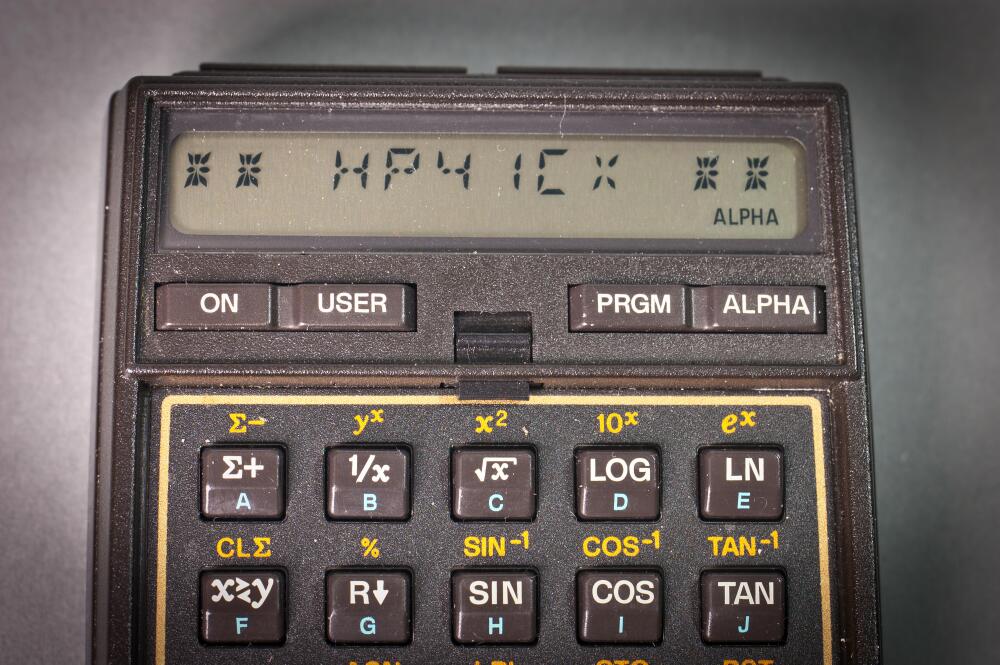 ** HP41CX **
ALPHA
ON USER PRGM ALPHA
Σ- yˣ x² 10ˣ eˣ
Σ+ 1/x √x LOG LN
A B C D E
CLΣ % SIN⁻¹ COS⁻¹ TAN⁻¹
x≷y R↓ SIN COS TAN
F G H I J